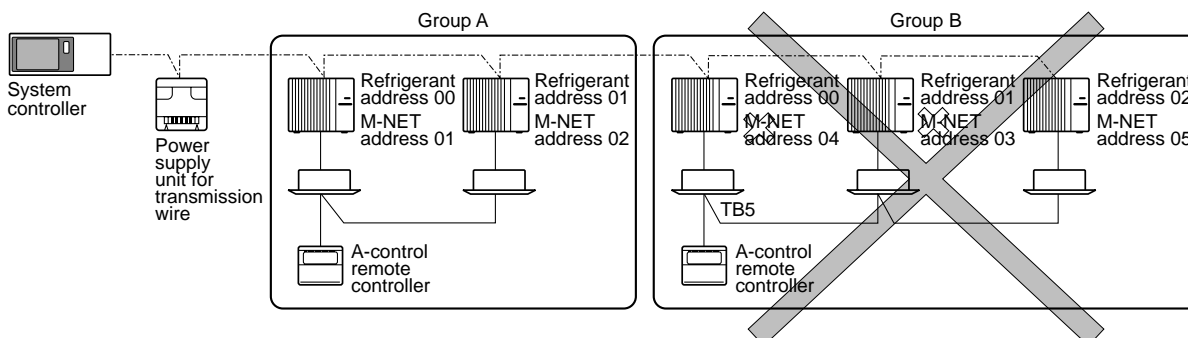 Group A
Group B
System
controller
Power
supply
unit for
transmission
wire
Refrigerant
address 00
M-NET
address 01
Refrigerant
address 01
M-NET
address 02
A-control
remote
controller
Refrigerant
address 00
M-NET
address 04
Refrigerant
address 01
M-NET
address 03
Refrigerant
address 02
M-NET
address 05
TB5
A-control
remote
controller